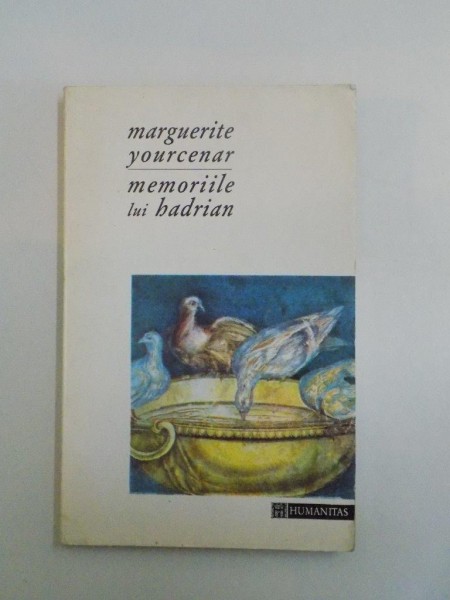 marguerite
yourcenar
memoriile
lui hadrian
HUMANITAS